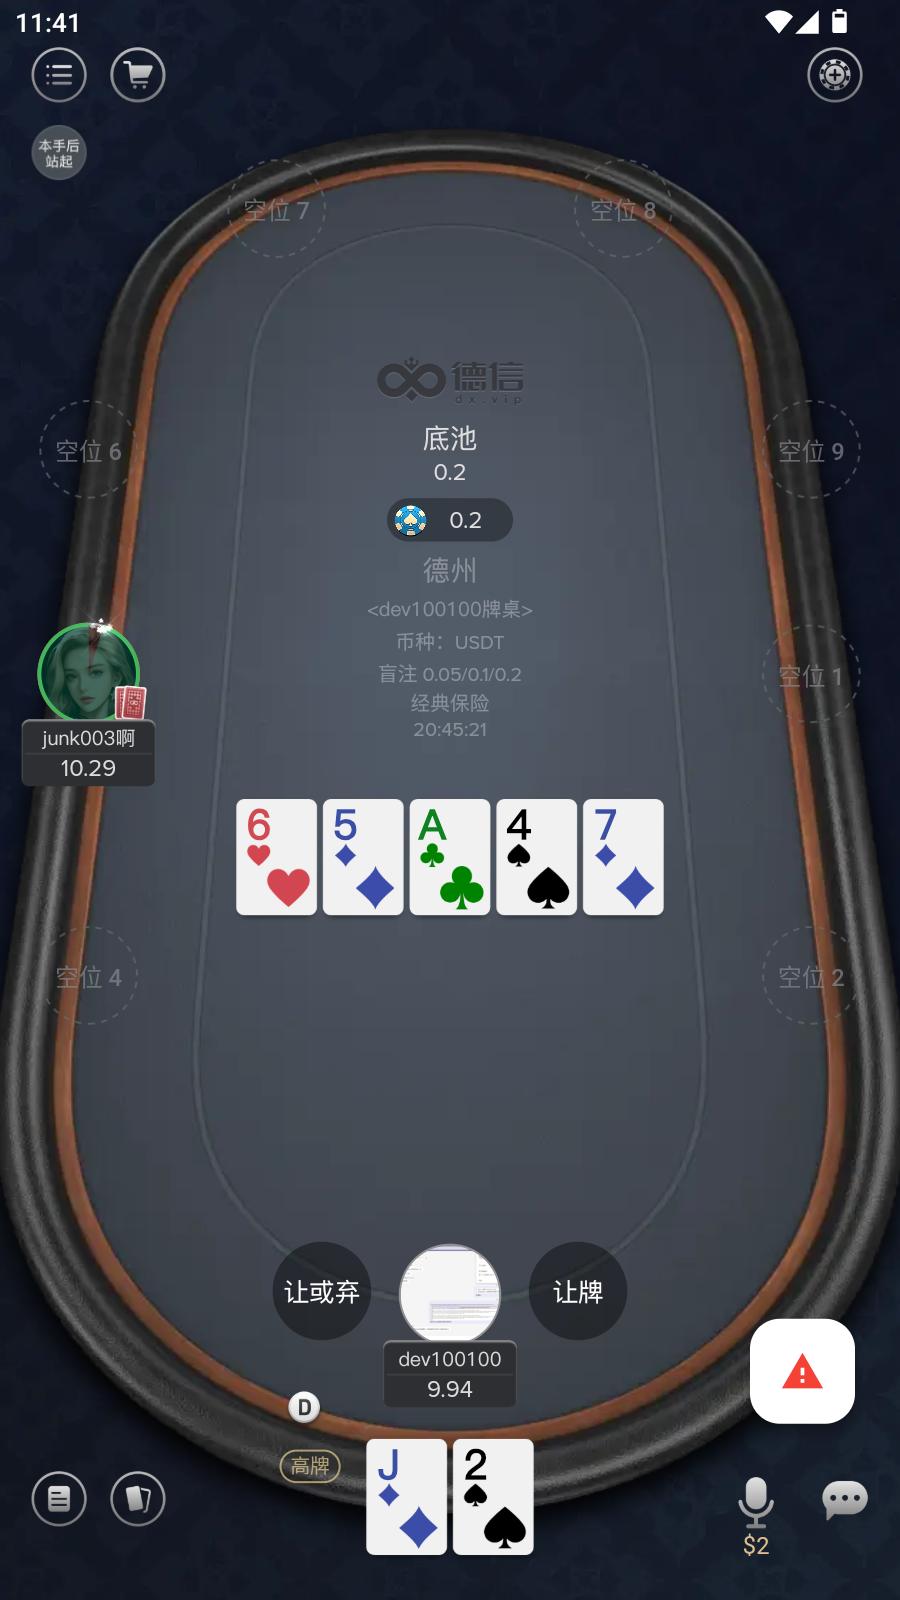 11:41
本手后
站起
空位 7
空位 8
德信
dx.vip
底池
0.2
0.2
空位 6
空位 9
德州
<dev100100牌桌>
币种：USDT
盲注 0.05/0.1/0.2
经典保险
20:45:21
空位 1
junk003啊
10.29
6 5 A 4 7
空位 4
空位 2
让或弃
让牌
dev100100
9.94
D
高牌
J 2
$2